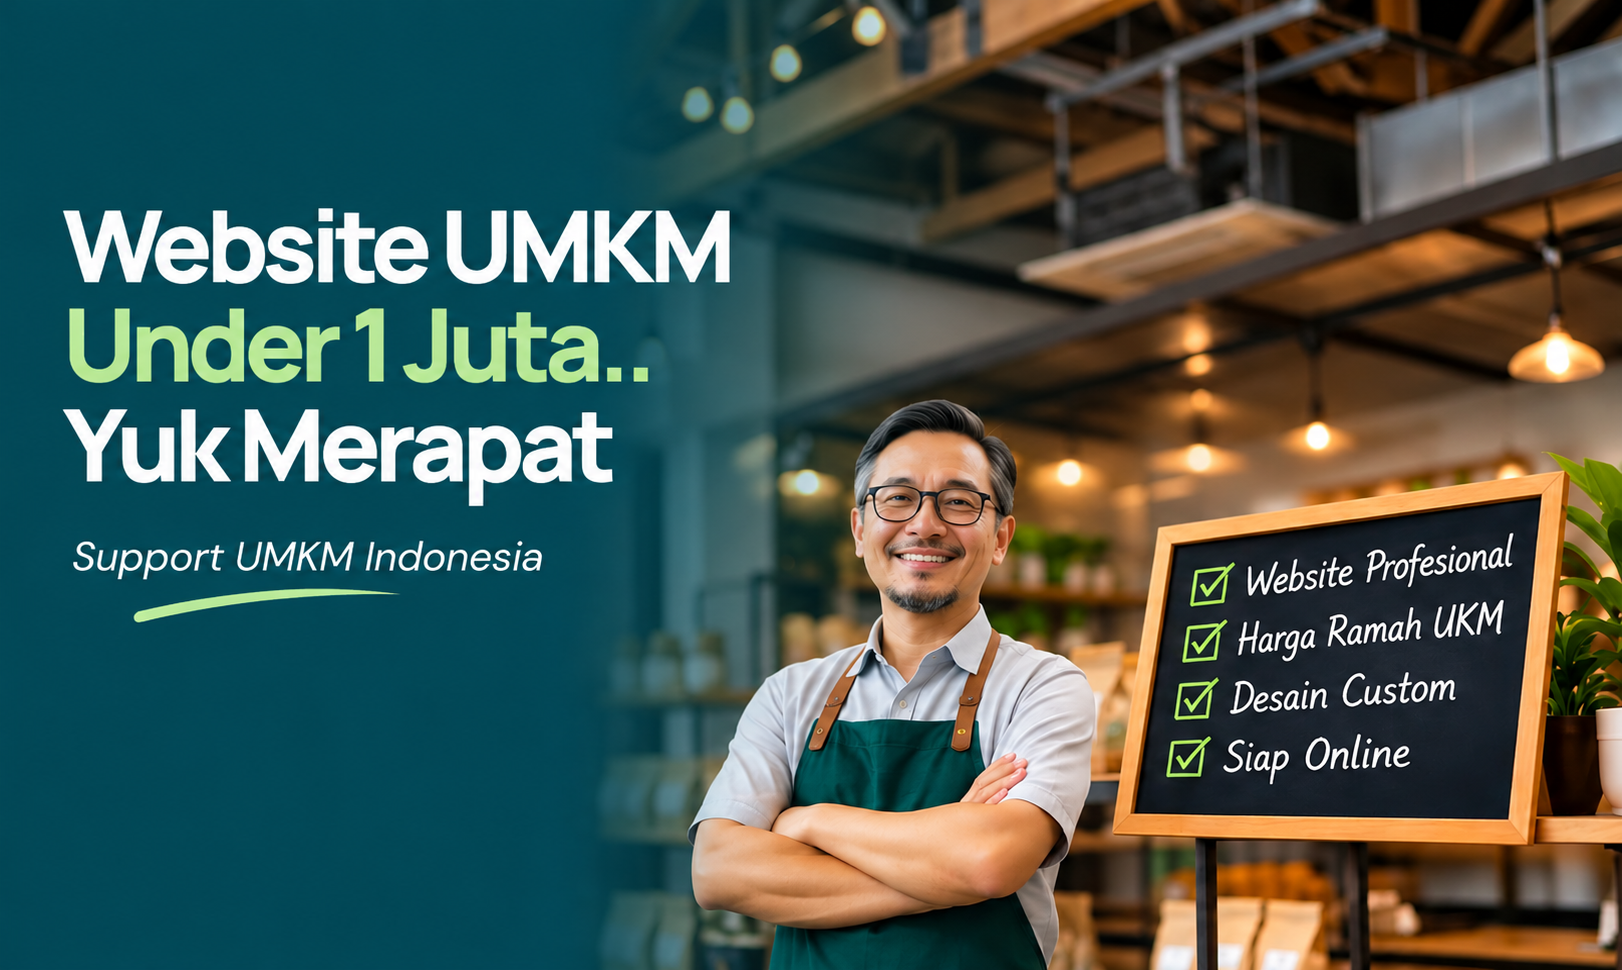 Website UMKM
Under 1 Juta..
Yuk Merapat
Support UMKM Indonesia
Website Profesional
Harga Ramah UKM
Desain Custom
Siap Online